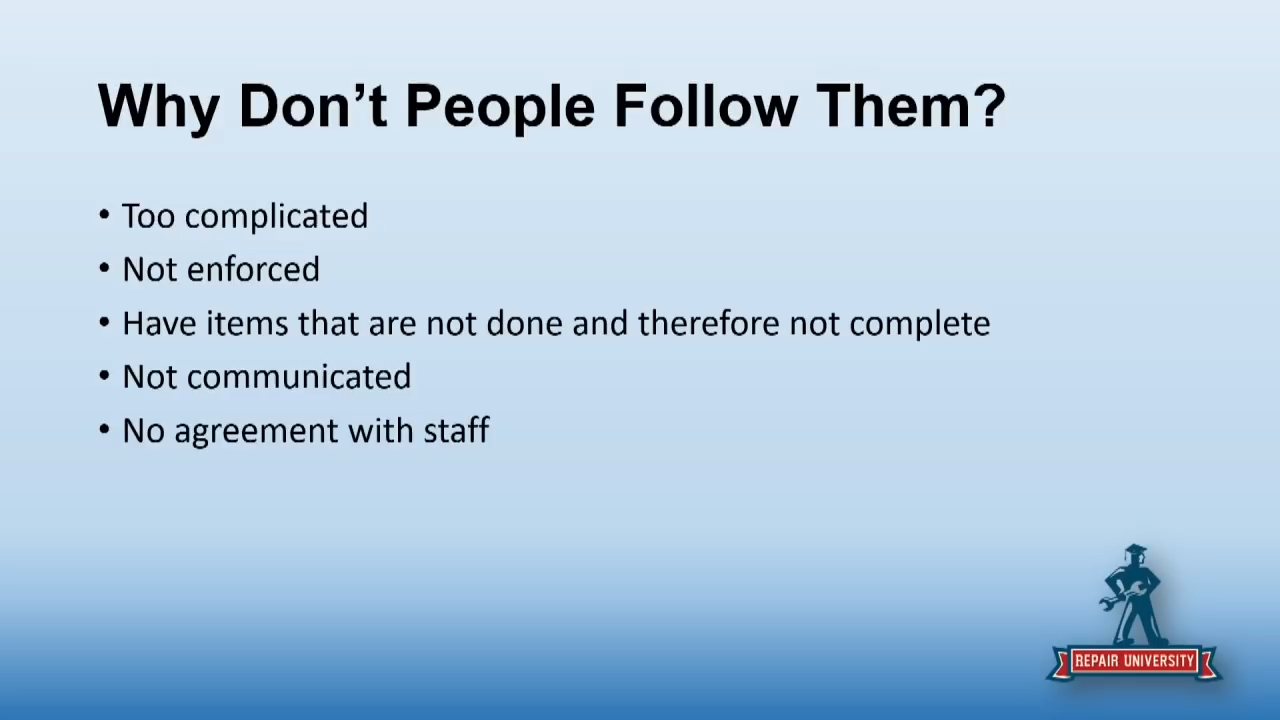 Why Don’t People Follow Them?
• Too complicated
• Not enforced
• Have items that are not done and therefore not complete
• Not communicated
• No agreement with staff
REPAIR UNIVERSITY